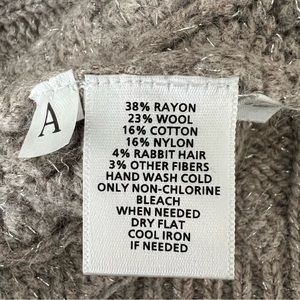 A
38% RAYON
23% WOOL
16% COTTON
16% NYLON
4% RABBIT HAIR
3% OTHER FIBERS
HAND WASH COLD
ONLY NON-CHLORINE
BLEACH
WHEN NEEDED
DRY FLAT
COOL IRON
IF NEEDED